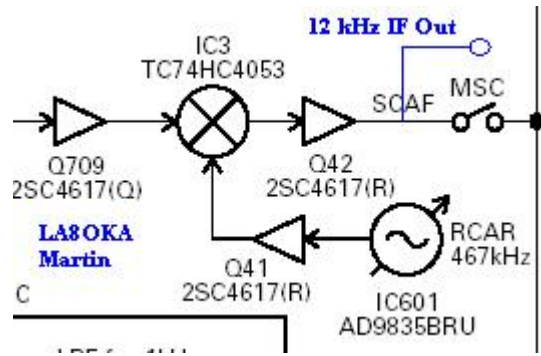 12 kHz IF Out
IC3
TC74HC4053
SCAF
MSC
Q709
2SC4617(Q)
Q42
2SC4617(R)
LA8OKA
Martin
Q41
2SC4617(R)
RCAR
467kHz
IC601
AD9835BRU
C